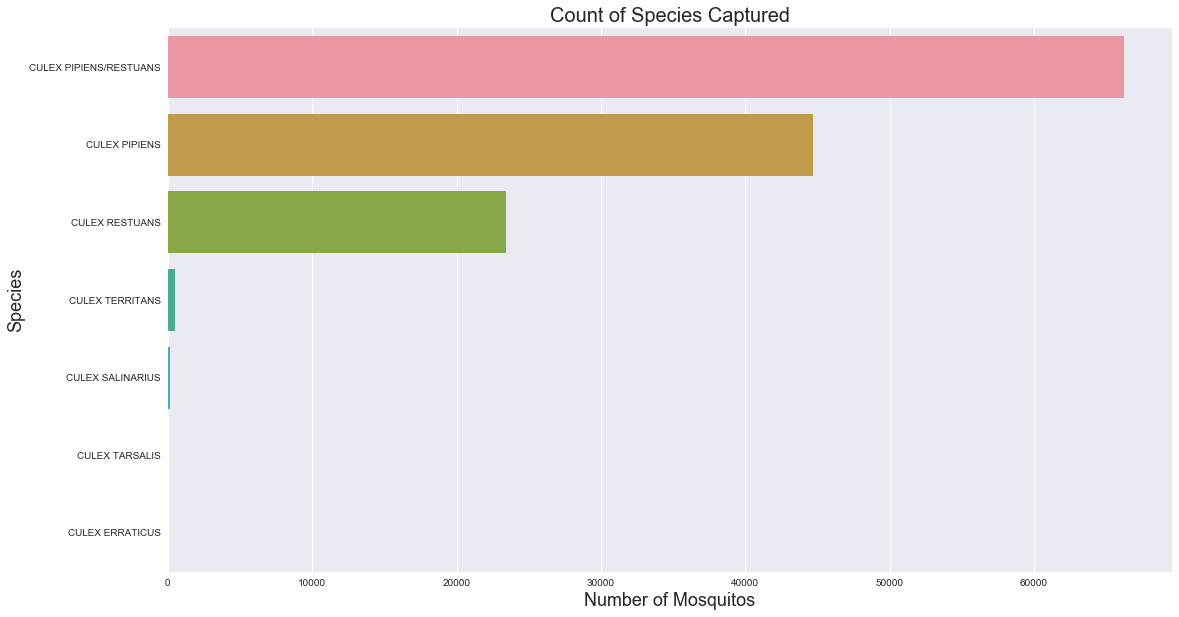 Count of Species Captured
CULEX PIPIENS/RESTUANS
CULEX PIPIENS
CULEX RESTUANS
CULEX TERRITANS
CULEX SALINARIUS
CULEX TARSALIS
CULEX ERRATICUS
Species
0 10000 20000 30000 40000 50000 60000
Number of Mosquitos